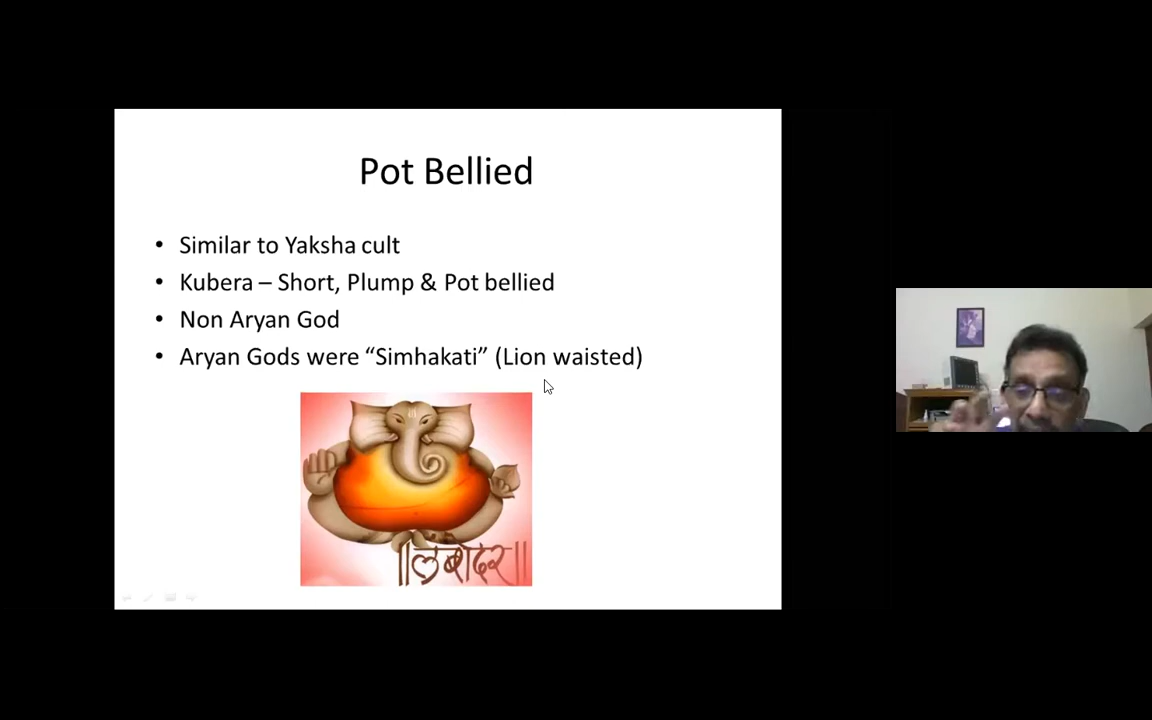 Pot Bellied
• Similar to Yaksha cult
• Kubera – Short, Plump & Pot bellied
• Non Aryan God
• Aryan Gods were “Simhakati” (Lion waisted)
॥लंबोदर॥